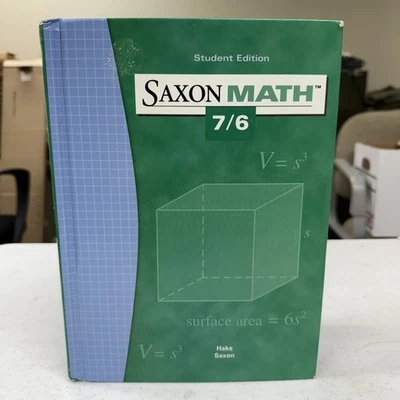 Student Edition
SAXON MATH™
7/6
V = s³
s
surface area = 6s²
V = s³
Hake
Saxon